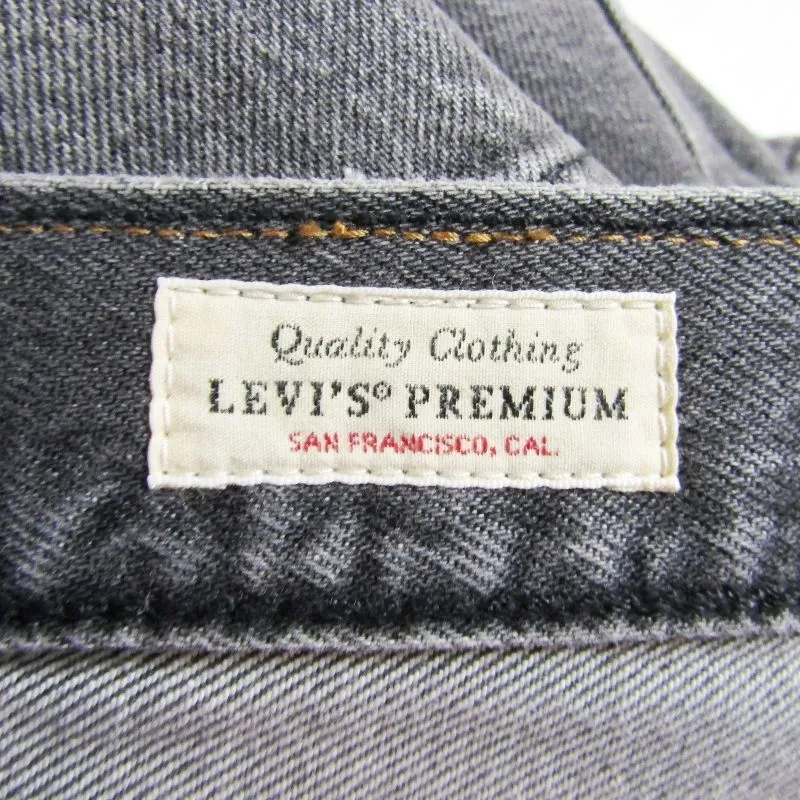 Quality Clothing
LEVI'S® PREMIUM
SAN FRANCISCO, CAL.